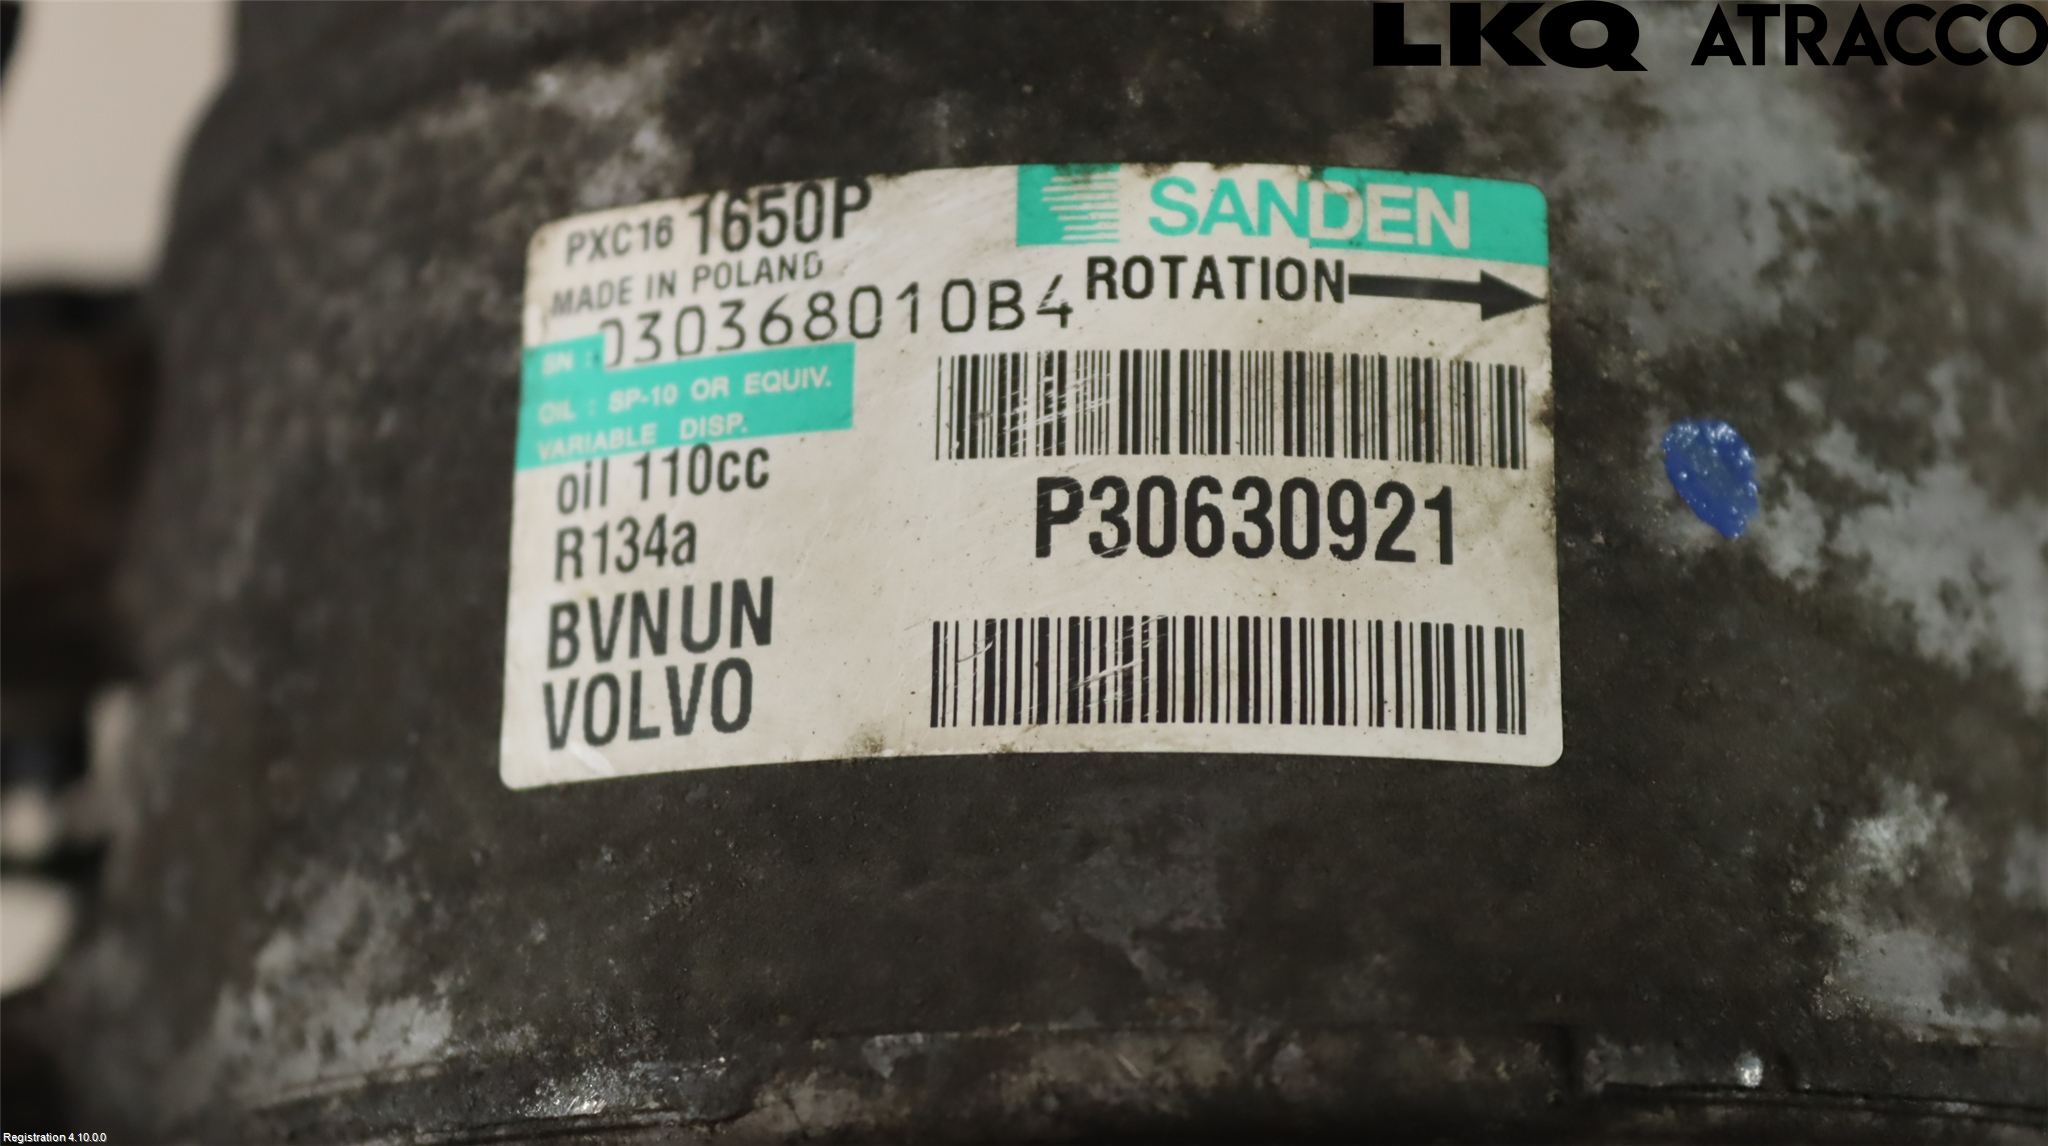 LKQ ATRACCO
SANDEN
PXC16 1650P
MADE IN POLAND
ROTATION
SN : 030368010B4
OIL : SP-10 OR EQUIV.
VARIABLE DISP.
oil 110cc
R134a
P30630921
BVNUN
VOLVO
Registration 4.10.0.0